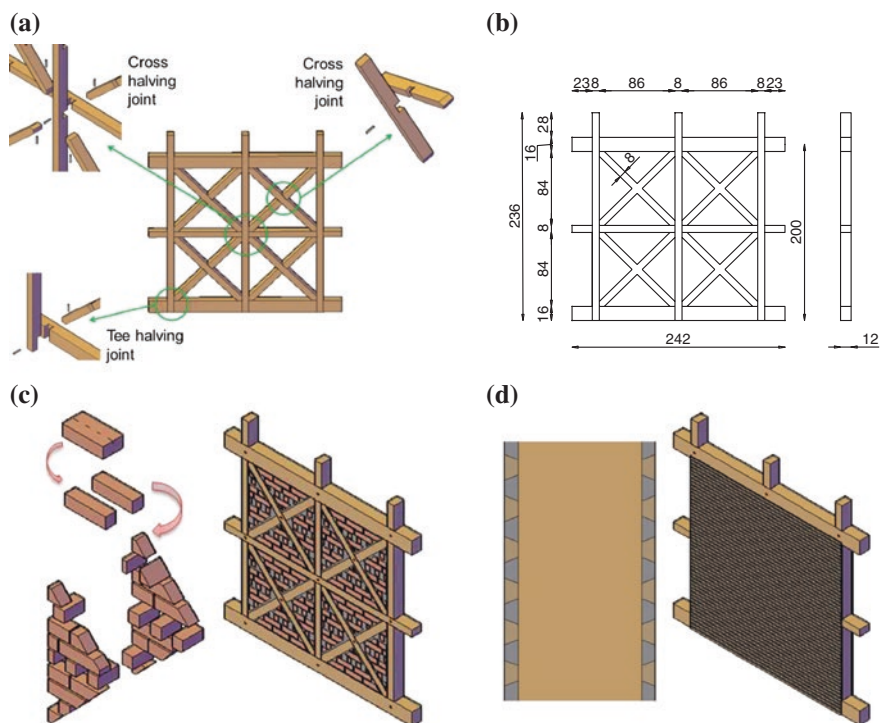 (a)
Cross
halving
joint
Cross
halving
joint
Tee halving
joint
(b)
238 86 8 86 823
28
16
84
8
84
16
236
8
200
242
12
(c)
(d)